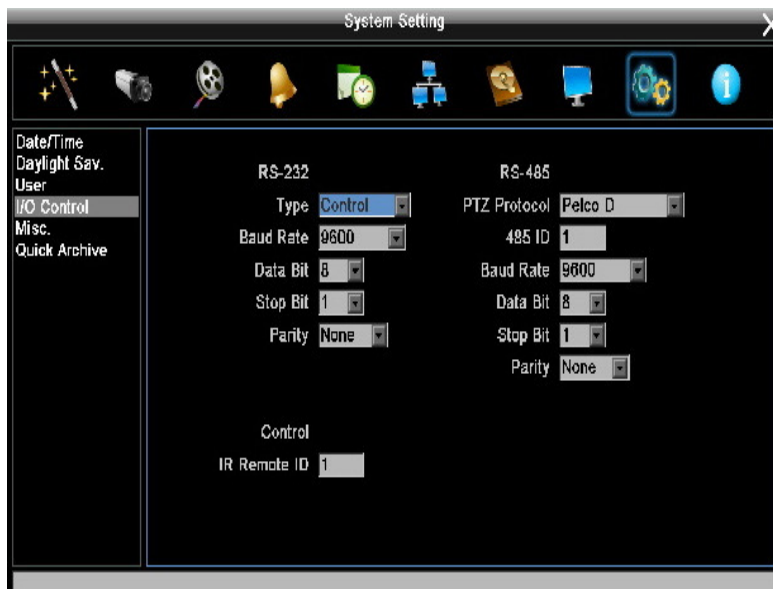 System Setting
X
Date/Time
Daylight Sav.
User
I/O Control
Misc.
Quick Archive
RS-232
Type Control
Baud Rate 9600
Data Bit 8
Stop Bit 1
Parity None
Control
IR Remote ID 1
RS-485
PTZ Protocol Pelco D
485 ID 1
Baud Rate 9600
Data Bit 8
Stop Bit 1
Parity None